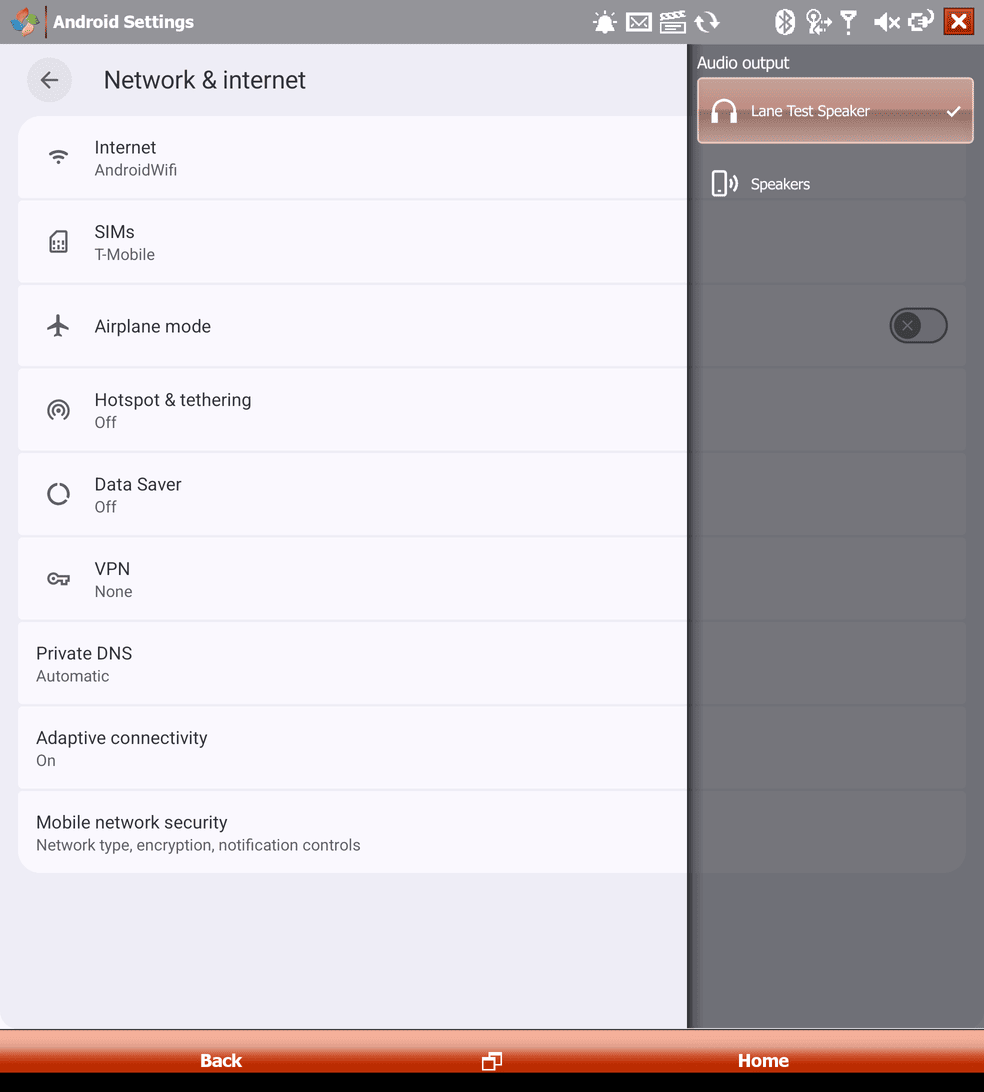 Android Settings
Network & internet
Internet
AndroidWifi
SIMs
T-Mobile
Airplane mode
Hotspot & tethering
Off
Data Saver
Off
VPN
None
Private DNS
Automatic
Adaptive connectivity
On
Mobile network security
Network type, encryption, notification controls
Audio output
Lane Test Speaker
Speakers
Back
Home